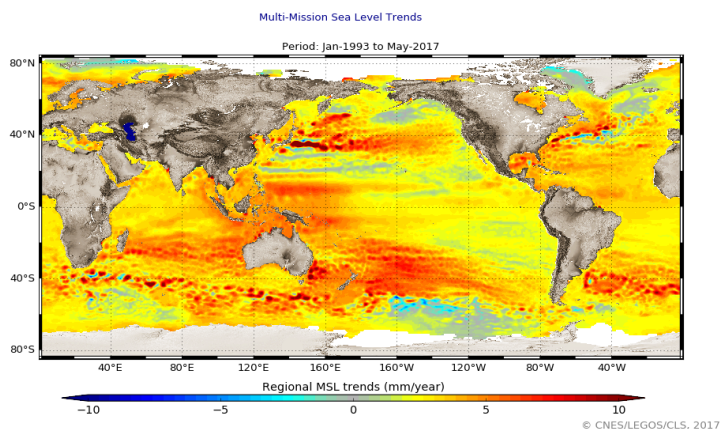 Multi-Mission Sea Level Trends
Period: Jan-1993 to May-2017
80°N
40°N
0°S
40°S
80°S
40°E 80°E 120°E 160°E 160°W 120°W 80°W 40°W
Regional MSL trends (mm/year)
−10 −5 0 5 10
© CNES/LEGOS/CLS, 2017